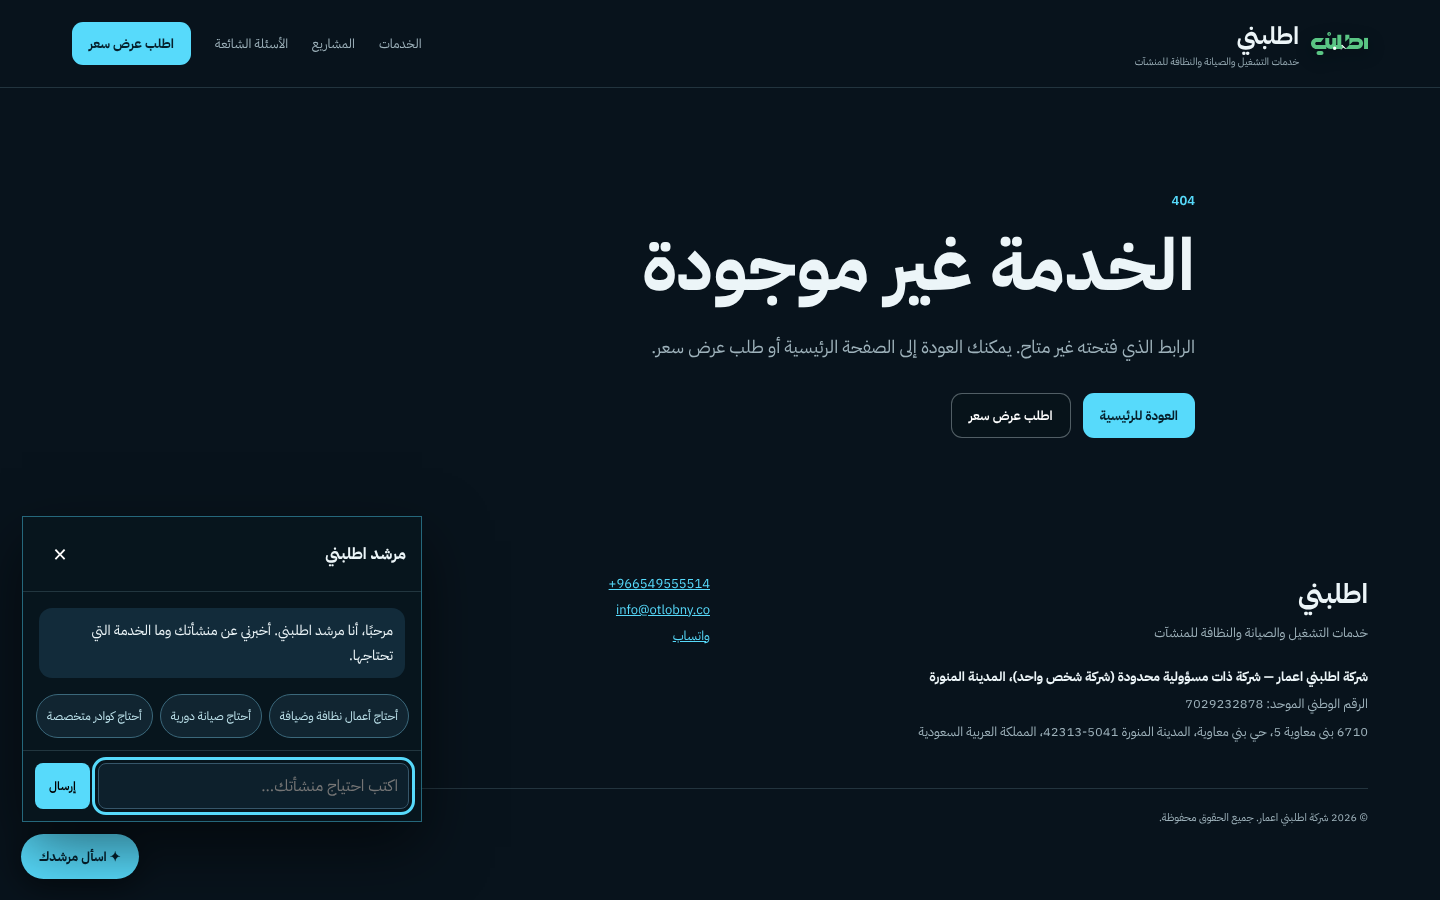 اطلبني
اطلبني
خدمات التشغيل والصيانة والنظافة للمنشآت
الخدمات
المشاريع
الأسئلة الشائعة
اطلب عرض سعر
404
الخدمة غير موجودة
الرابط الذي فتحته غير متاح. يمكنك العودة إلى الصفحة الرئيسية أو طلب عرض سعر.
العودة للرئيسية
اطلب عرض سعر
اطلبني
خدمات التشغيل والصيانة والنظافة للمنشآت
شركة اطلبني اعمار — شركة ذات مسؤولية محدودة (شركة شخص واحد)، المدينة المنورة
الرقم الوطني الموحد: 7029232878
6710 بنى معاوية 5، حي بني معاوية، المدينة المنورة 5041-42313، المملكة العربية السعودية
+966549555514
info@otlobny.co
واتساب
© 2026 شركة اطلبني اعمار. جميع الحقوق محفوظة.
مرشد اطلبني
×
مرحبًا، أنا مرشد اطلبني. أخبرني عن منشأتك وما الخدمة التي
تحتاجها.
أحتاج أعمال نظافة وضيافة
أحتاج صيانة دورية
أحتاج كوادر متخصصة
اكتب احتياج منشأتك...
إرسال
✦ اسأل مرشدك